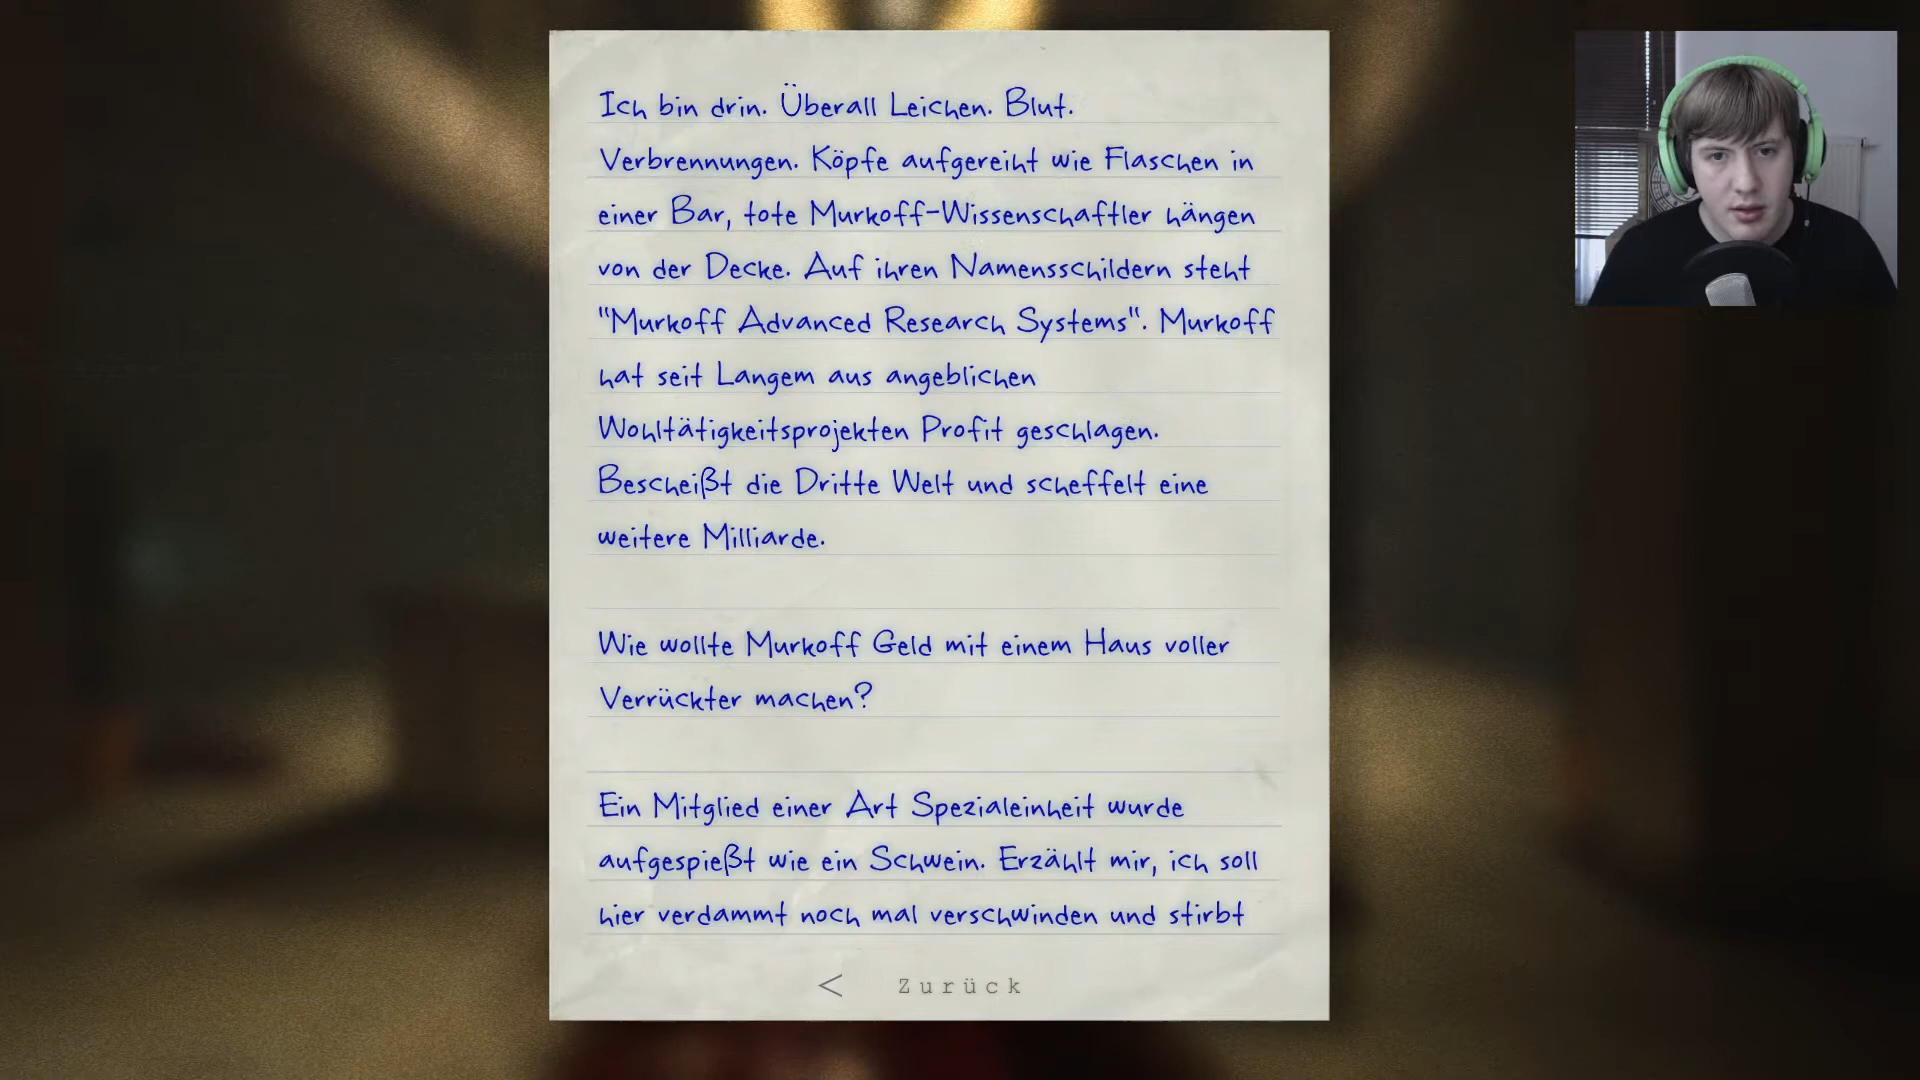 Ich bin drin. Überall Leichen. Blut.
Verbrennungen. Köpfe aufgereiht wie Flaschen in
einer Bar, tote Murkoff-Wissenschaftler hängen
von der Decke. Auf ihren Namensschildern steht
"Murkoff Advanced Research Systems". Murkoff
hat seit Langem aus angeblichen
Wohltätigkeitsprojekten Profit geschlagen.
Bescheißt die Dritte Welt und scheffelt eine
weitere Milliarde.
Wie wollte Murkoff Geld mit einem Haus voller
Verrückter machen?
Ein Mitglied einer Art Spezialeinheit wurde
aufgespießt wie ein Schwein. Erzählt mir, ich soll
hier verdammt noch mal verschwinden und stirbt
< Zurück